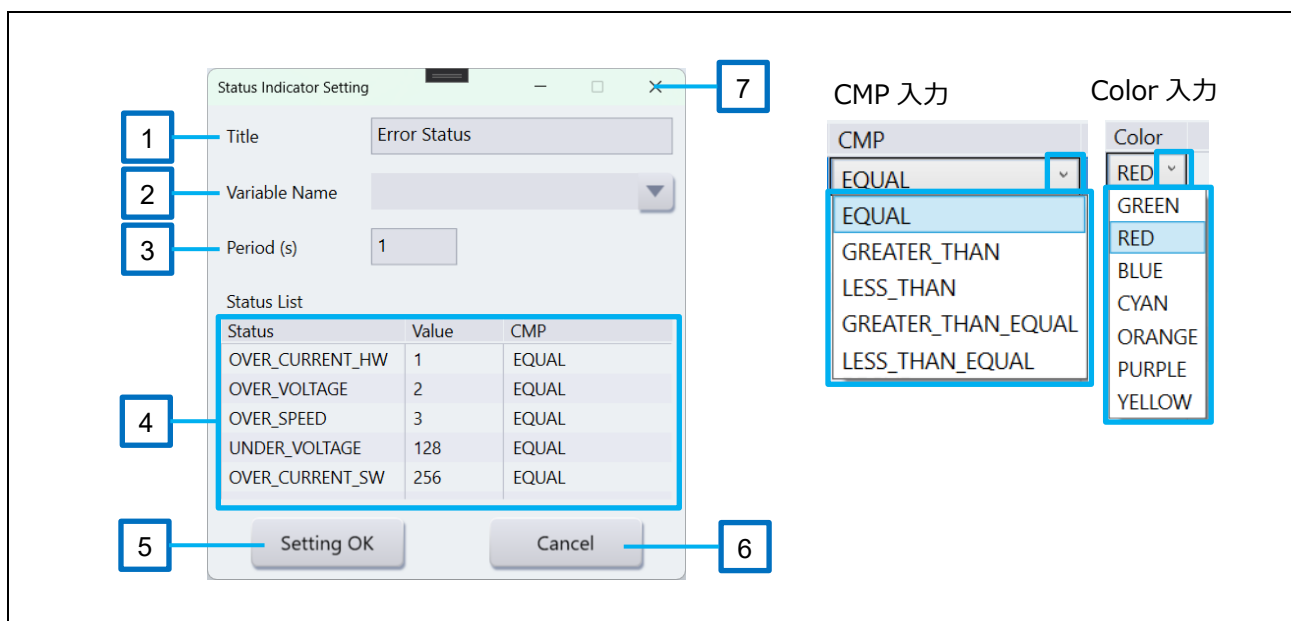 Status Indicator Setting
7
1
Title
Error Status
2
Variable Name
3
Period (s)
1
Status List
Status Value CMP
OVER_CURRENT_HW 1 EQUAL
OVER_VOLTAGE 2 EQUAL
4
OVER_SPEED 3 EQUAL
UNDER_VOLTAGE 128 EQUAL
OVER_CURRENT_SW 256 EQUAL
5
Setting OK
Cancel
6
CMP 入力
CMP
EQUAL
EQUAL
GREATER_THAN
LESS_THAN
GREATER_THAN_EQUAL
LESS_THAN_EQUAL
Color 入力
Color
RED
GREEN
RED
BLUE
CYAN
ORANGE
PURPLE
YELLOW